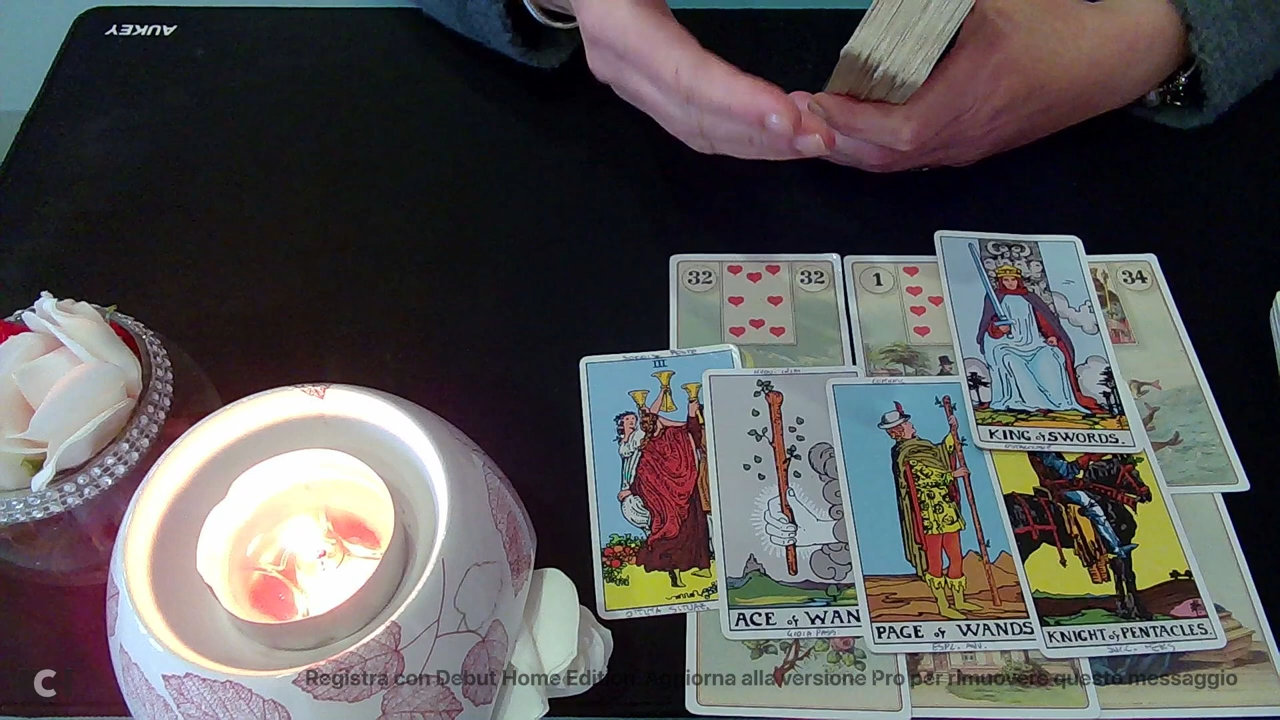 AUKEY
32 32
1
34
KING of SWORDS.
III
ACE of WAN
PAGE of WANDS
KNIGHT of PENTACLES.
C
Registra con Debut Home Edition. Aggiorna alla versione Pro per rimuovere questo messaggio